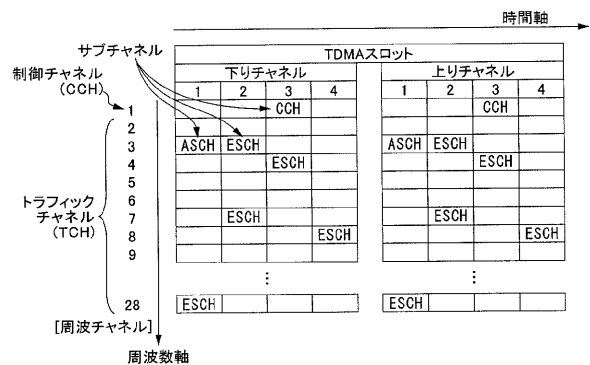 時間軸
サブチャネル
TDMAスロット
制御チャネル
(CCH)
下りチャネル
上りチャネル
1 2 3 4
1 2 3 4
1 CCH CCH
2
3 ASCH ESCH ASCH ESCH
4 ESCH ESCH
5
6
トラフィック
チャネル
(TCH)
7 ESCH ESCH
8 ESCH ESCH
9
⋮ ⋮
28 ESCH ESCH
[周波チャネル]
周波数軸